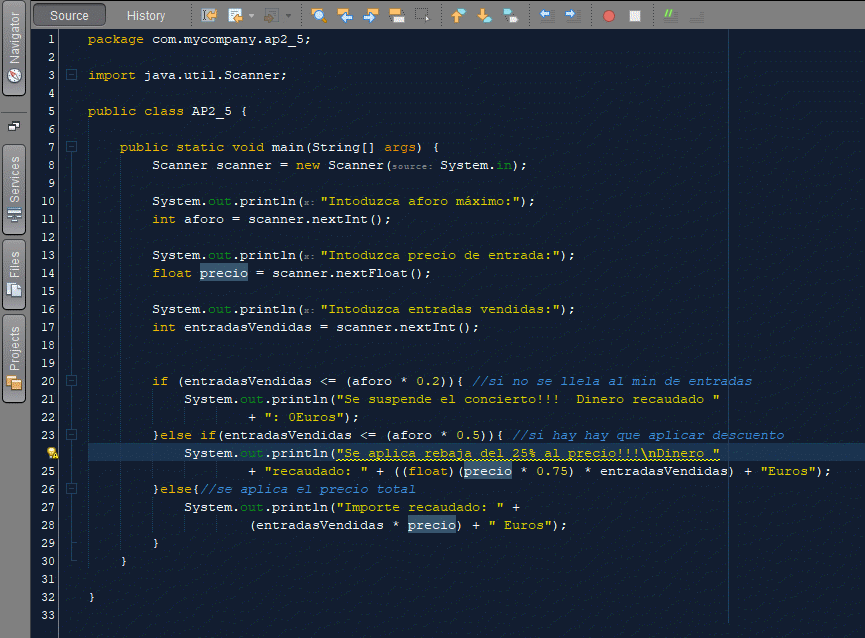 Source History
Navigator
Services
Files
Projects
1 package com.mycompany.ap2_5;
2
3 import java.util.Scanner;
4
5 public class AP2_5 {
6
7 public static void main(String[] args) {
8 Scanner scanner = new Scanner(source: System.in);
9
10 System.out.println(x: "Intoduzca aforo máximo:");
11 int aforo = scanner.nextInt();
12
13 System.out.println(x: "Intoduzca precio de entrada:");
14 float precio = scanner.nextFloat();
15
16 System.out.println(x: "Intoduzca entradas vendidas:");
17 int entradasVendidas = scanner.nextInt();
18
19
20 if (entradasVendidas <= (aforo * 0.2)){ //si no se llela al min de entradas
21 System.out.println("Se suspende el concierto!!!  Dinero recaudado "
22 + ": 0Euros");
23 }else if(entradasVendidas <= (aforo * 0.5)){ //si hay hay que aplicar descuento
System.out.println("Se aplica rebaja del 25% al precio!!!\nDinero "
25 + "recaudado: " + ((float)(precio * 0.75) * entradasVendidas) + "Euros");
26 }else{//se aplica el precio total
27 System.out.println("Importe recaudado: " +
28 (entradasVendidas * precio) + " Euros");
29 }
30 }
31
32 }
33